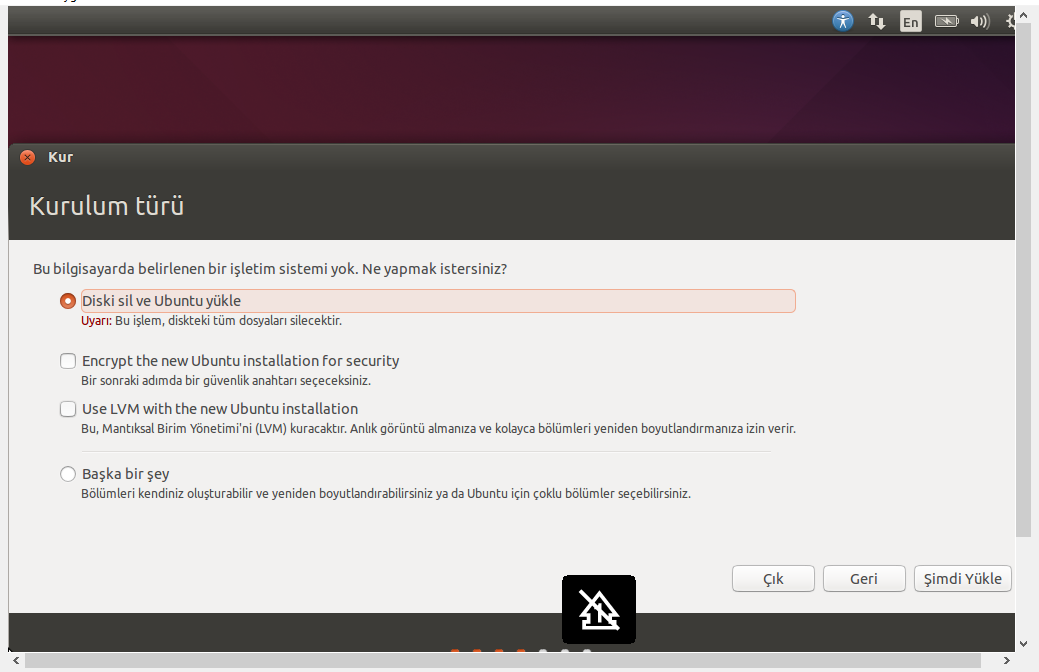 En
Kur
Kurulum türü
Bu bilgisayarda belirlenen bir işletim sistemi yok. Ne yapmak istersiniz?
Diski sil ve Ubuntu yükle
Uyarı: Bu işlem, diskteki tüm dosyaları silecektir.
Encrypt the new Ubuntu installation for security
Bir sonraki adımda bir güvenlik anahtarı seçeceksiniz.
Use LVM with the new Ubuntu installation
Bu, Mantıksal Birim Yönetimi'ni (LVM) kuracaktır. Anlık görüntü almanıza ve kolayca bölümleri yeniden boyutlandırmanıza izin verir.
Başka bir şey
Bölümleri kendiniz oluşturabilir ve yeniden boyutlandırabilirsiniz ya da Ubuntu için çoklu bölümler seçebilirsiniz.
Çık Geri Şimdi Yükle